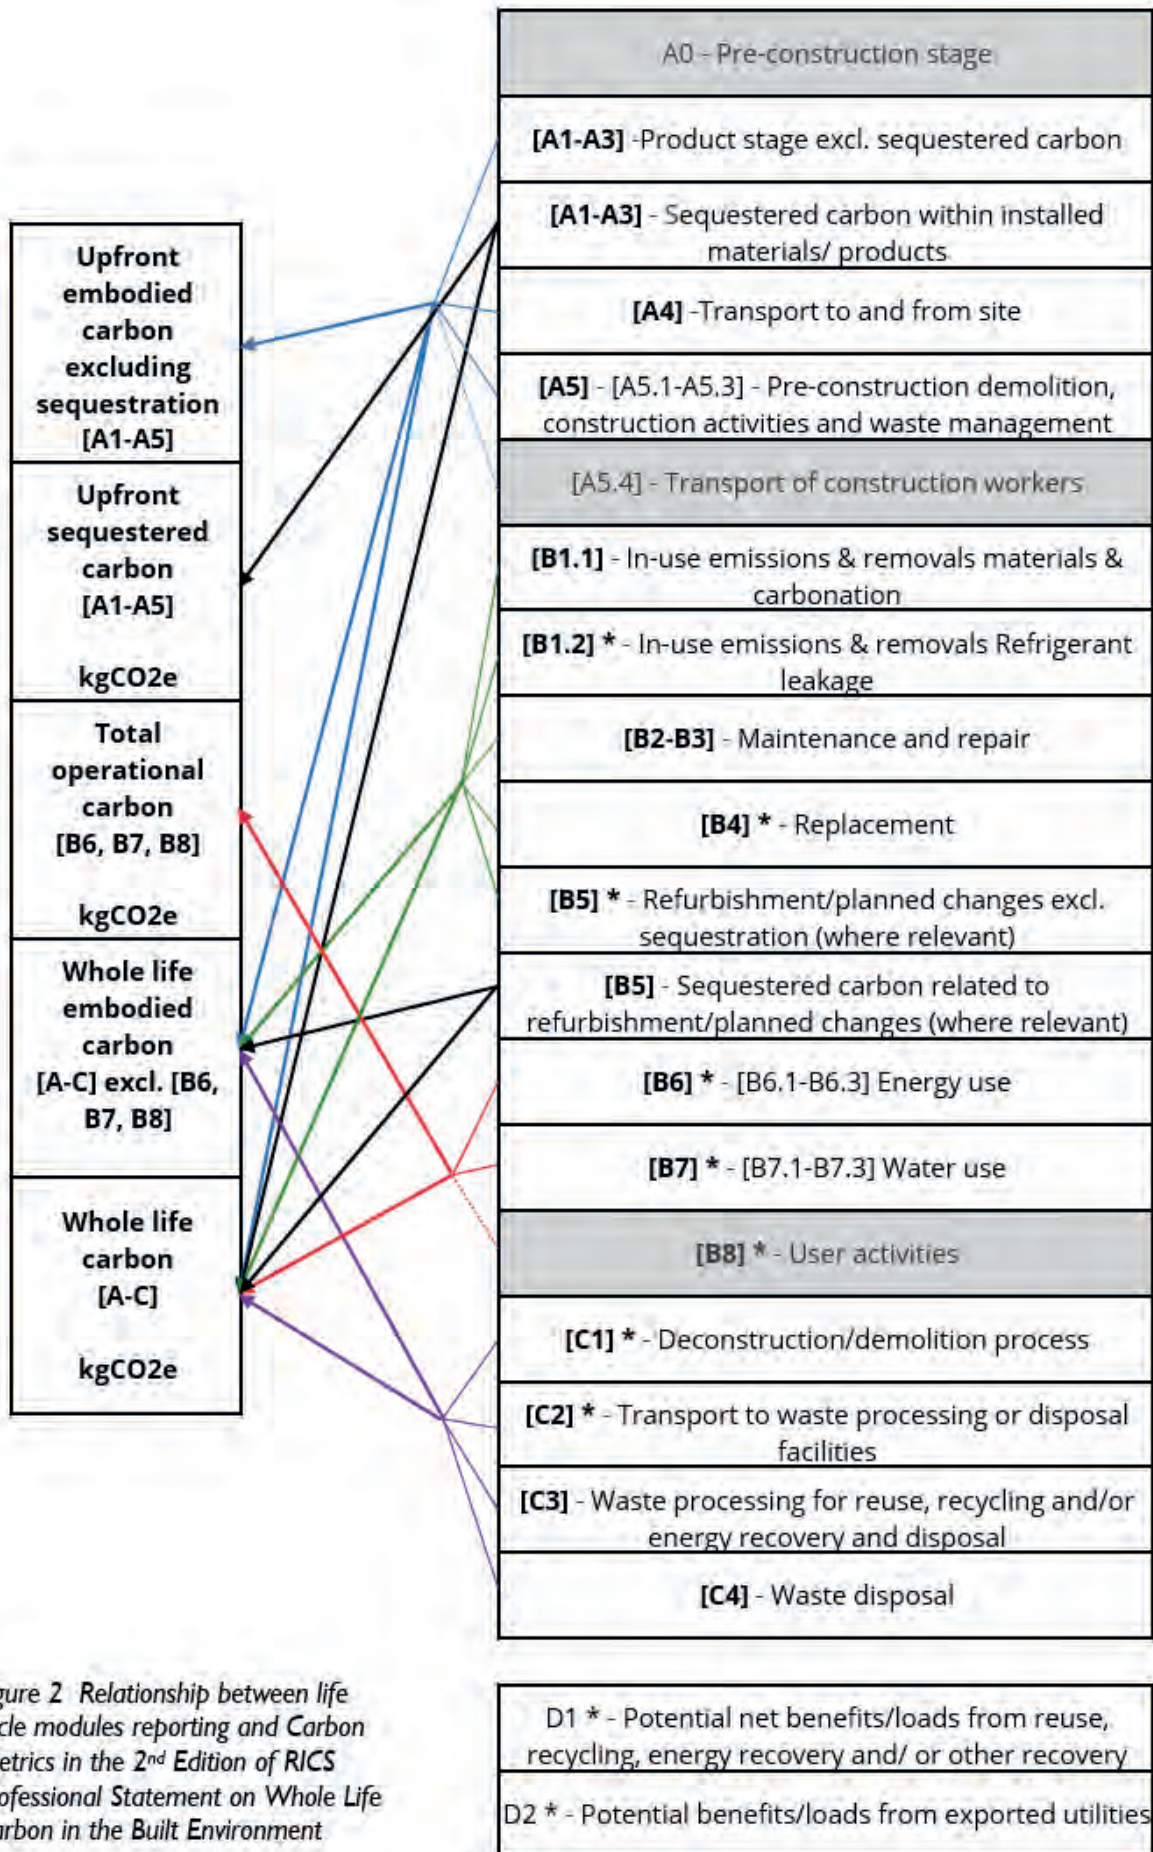 Upfront
embodied
carbon
excluding
sequestration
[A1-A5]
Upfront
sequestered
carbon
[A1-A5]
kgCO2e
Total
operational
carbon
[B6, B7, B8]
kgCO2e
Whole life
embodied
carbon
[A-C] excl. [B6,
B7, B8]
Whole life
carbon
[A-C]
kgCO2e
A0 - Pre-construction stage
[A1-A3] -Product stage excl. sequestered carbon
[A1-A3] - Sequestered carbon within installed
materials/ products
[A4] -Transport to and from site
[A5] - [A5.1-A5.3] - Pre-construction demolition,
construction activities and waste management
[A5.4] - Transport of construction workers
[B1.1] - In-use emissions & removals materials &
carbonation
[B1.2] * - In-use emissions & removals Refrigerant
leakage
[B2-B3] - Maintenance and repair
[B4] * - Replacement
[B5] * - Refurbishment/planned changes excl.
sequestration (where relevant)
[B5] - Sequestered carbon related to
refurbishment/planned changes (where relevant)
[B6] * - [B6.1-B6.3] Energy use
[B7] * - [B7.1-B7.3] Water use
[B8] * - User activities
[C1] * - Deconstruction/demolition process
[C2] * - Transport to waste processing or disposal
facilities
[C3] - Waste processing for reuse, recycling and/or
energy recovery and disposal
[C4] - Waste disposal
D1 * - Potential net benefits/loads from reuse,
recycling, energy recovery and/ or other recovery
D2 * - Potential benefits/loads from exported utilities
gure 2 Relationship between life
cle modules reporting and Carbon
etrics in the 2nd Edition of RICS
ofessional Statement on Whole Life
arbon in the Built Environment